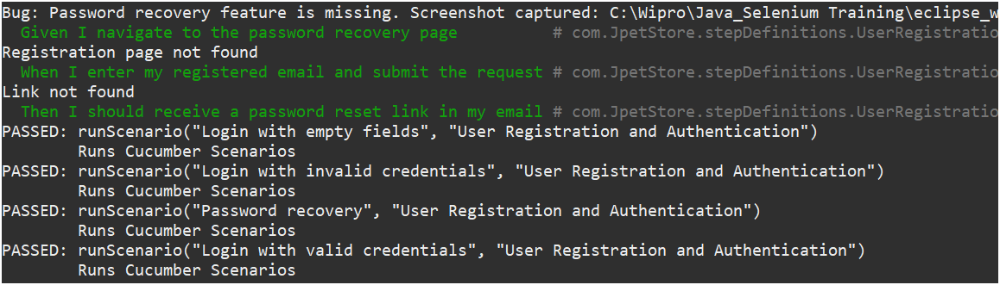 Bug: Password recovery feature is missing. Screenshot captured: C:\Wipro\Java_Selenium Training\eclipse_w
Given I navigate to the password recovery page # com.JpetStore.stepDefinitions.UserRegistratio
Registration page not found
When I enter my registered email and submit the request # com.JpetStore.stepDefinitions.UserRegistratio
Link not found
Then I should receive a password reset link in my email # com.JpetStore.stepDefinitions.UserRegistratio
PASSED: runScenario("Login with empty fields", "User Registration and Authentication")
Runs Cucumber Scenarios
PASSED: runScenario("Login with invalid credentials", "User Registration and Authentication")
Runs Cucumber Scenarios
PASSED: runScenario("Password recovery", "User Registration and Authentication")
Runs Cucumber Scenarios
PASSED: runScenario("Login with valid credentials", "User Registration and Authentication")
Runs Cucumber Scenarios